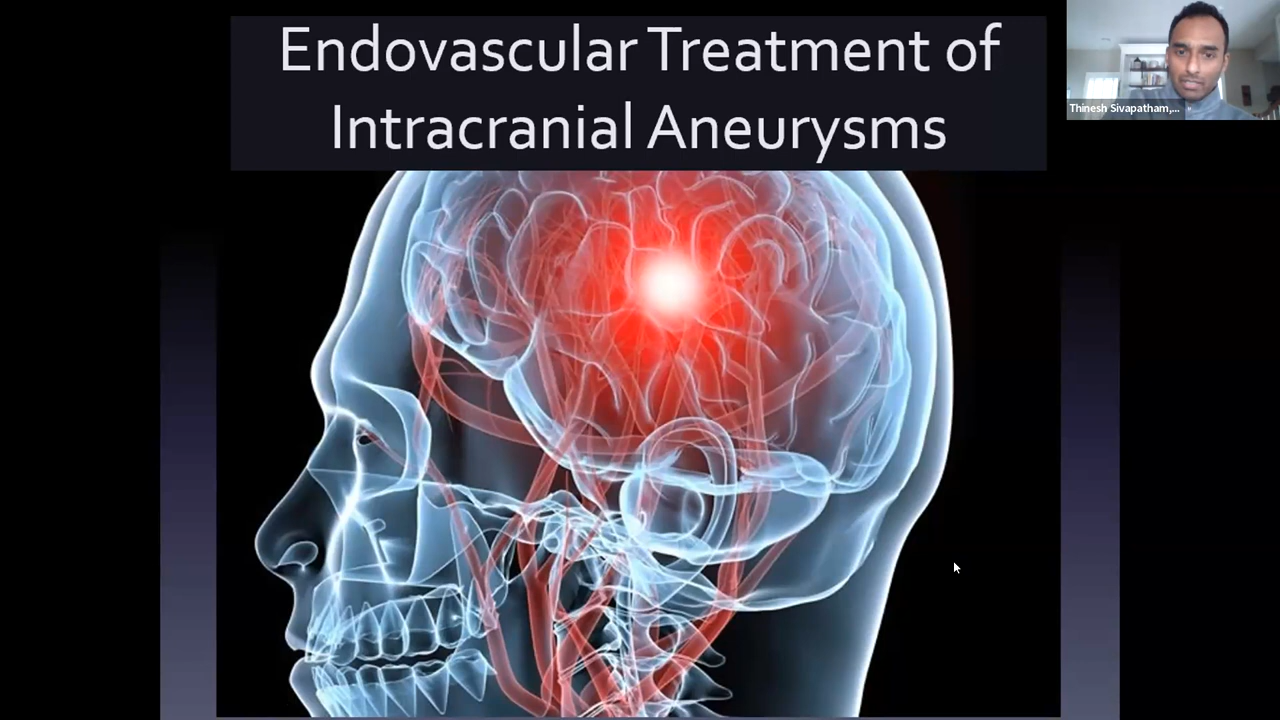 Endovascular Treatment of
Intracranial Aneurysms
Thinesh Sivapatham,...